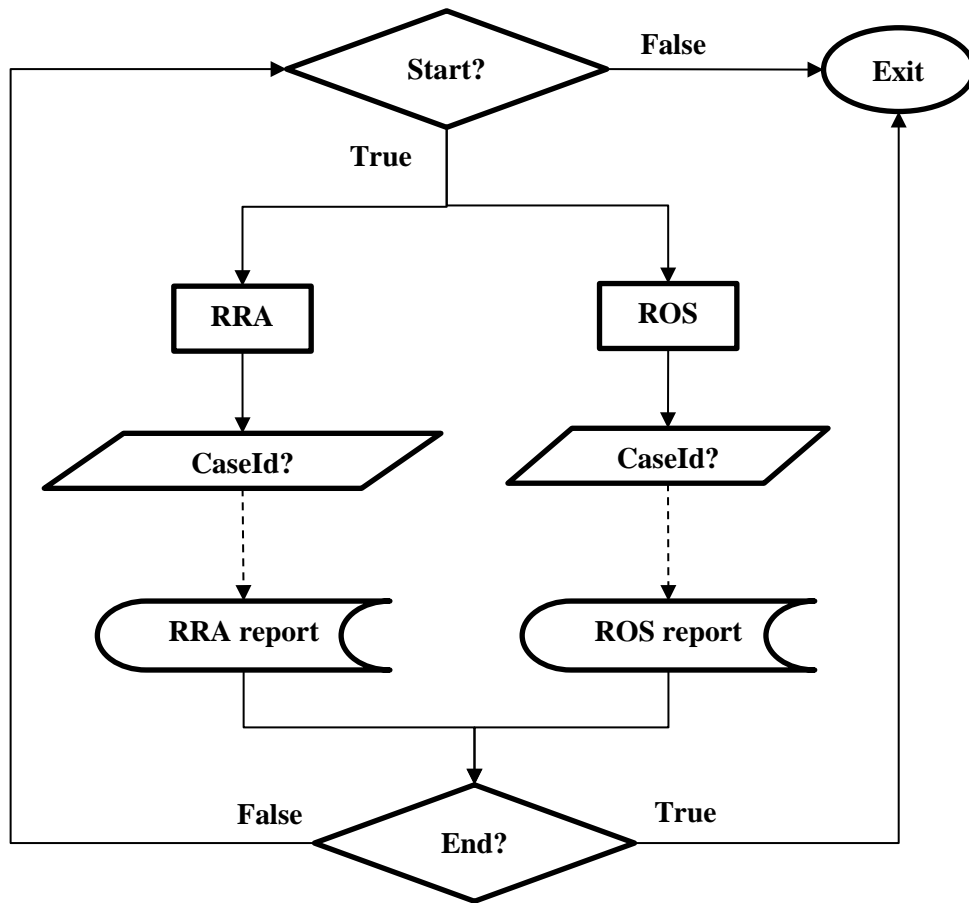 False
Start?
Exit
True
RRA
ROS
CaseId?
CaseId?
RRA report
ROS report
False
True
End?